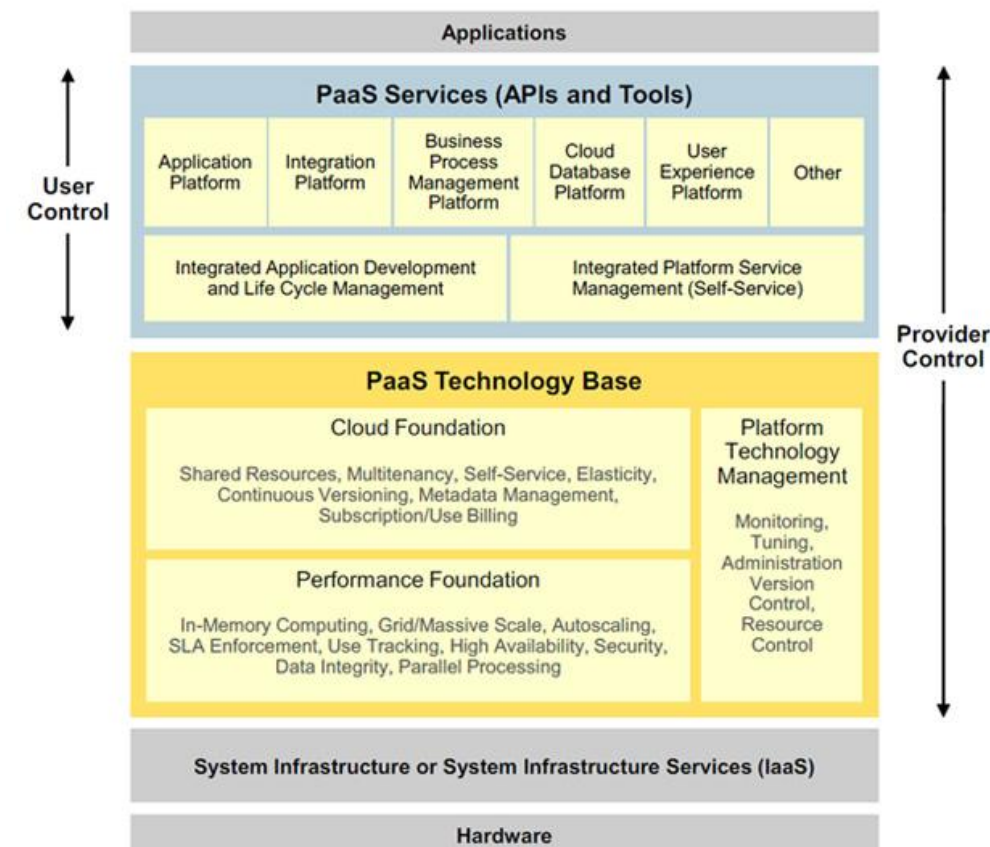 Applications
PaaS Services (APIs and Tools)
User
Control
Application
Platform
Integration
Platform
Business
Process
Management
Platform
Cloud
Database
Platform
User
Experience
Platform
Other
Integrated Application Development
and Life Cycle Management
Integrated Platform Service
Management (Self-Service)
Provider
Control
PaaS Technology Base
Cloud Foundation
Shared Resources, Multitenancy, Self-Service, Elasticity,
Continuous Versioning, Metadata Management,
Subscription/Use Billing
Performance Foundation
In-Memory Computing, Grid/Massive Scale, Autoscaling,
SLA Enforcement, Use Tracking, High Availability, Security,
Data Integrity, Parallel Processing
Platform
Technology
Management
Monitoring,
Tuning,
Administration
Version
Control,
Resource
Control
System Infrastructure or System Infrastructure Services (IaaS)
Hardware